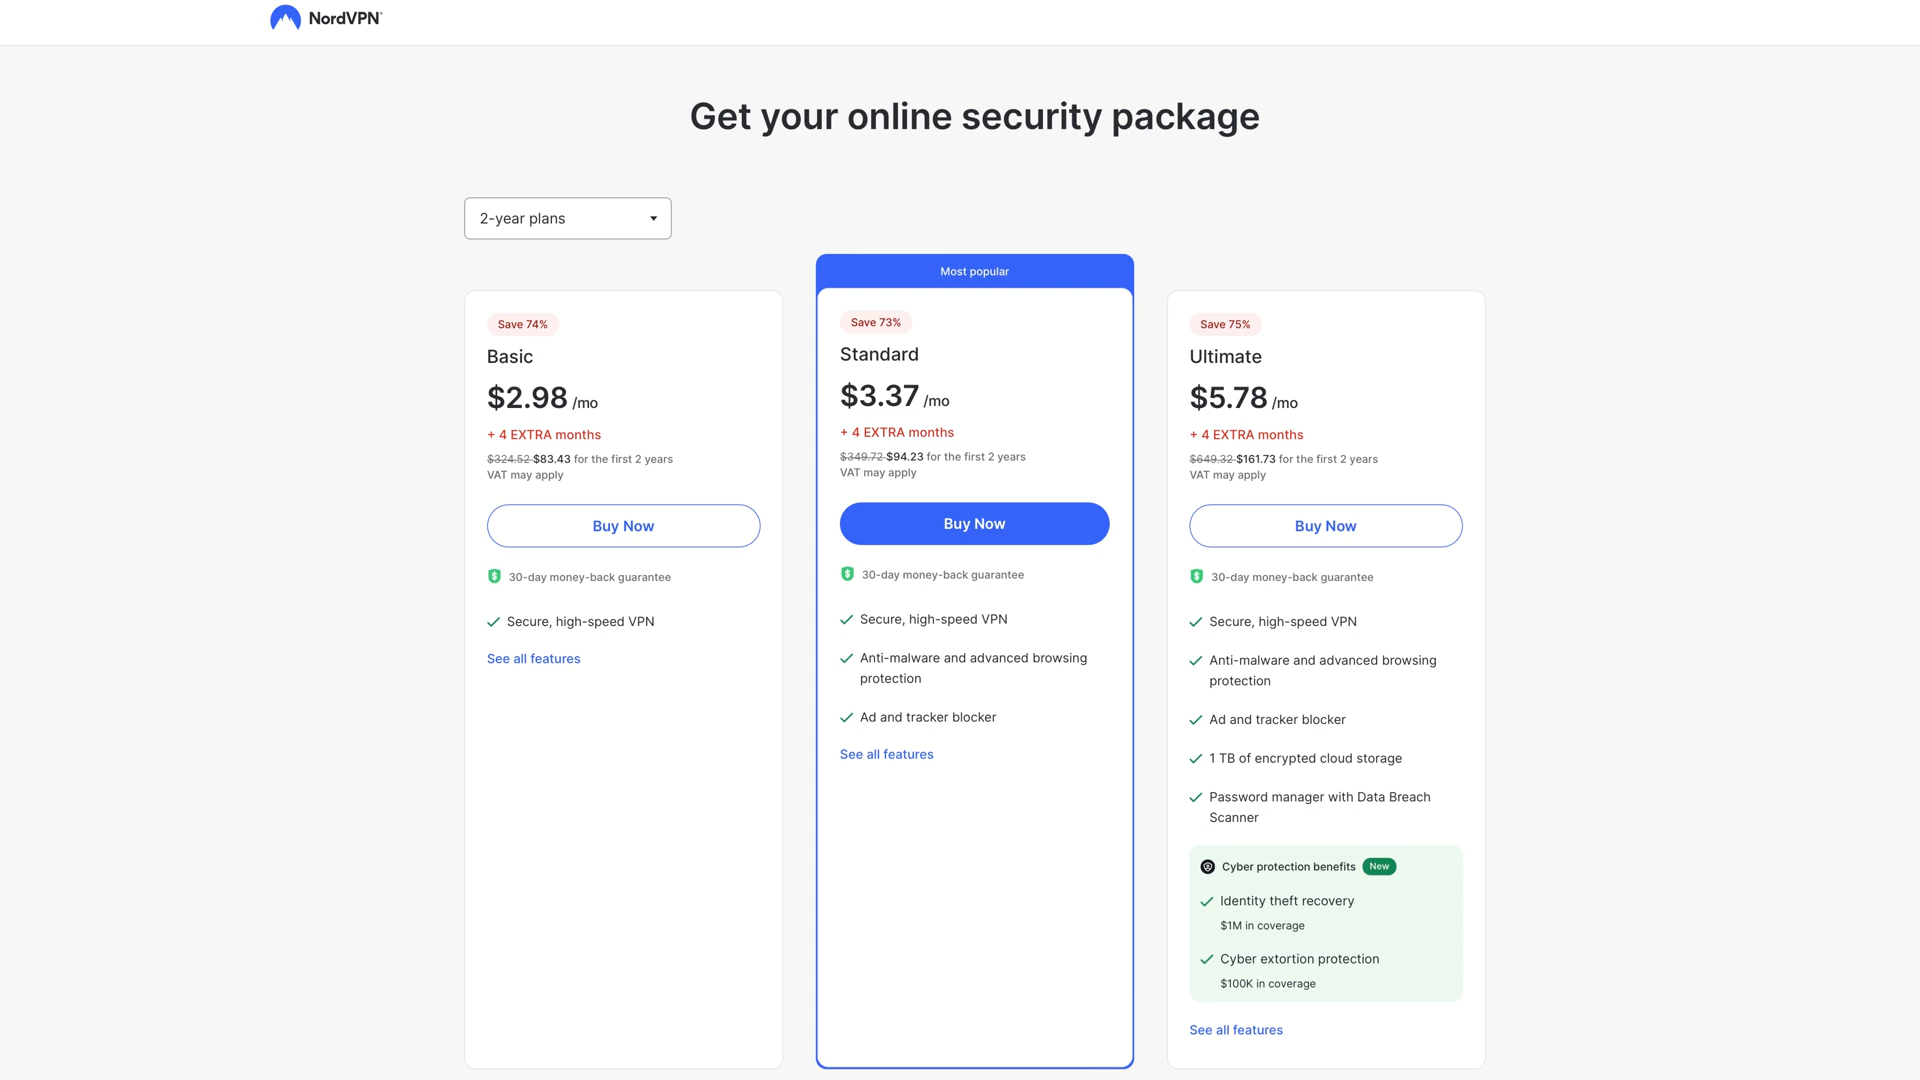 NordVPN®
Get your online security package
2-year plans
Most popular
Save 74%
Basic
$2.98 /mo
+ 4 EXTRA months
$324.52 $83.43 for the first 2 years
VAT may apply
Buy Now
30-day money-back guarantee
Secure, high-speed VPN
See all features
Save 73%
Standard
$3.37 /mo
+ 4 EXTRA months
$349.72 $94.23 for the first 2 years
VAT may apply
Buy Now
30-day money-back guarantee
Secure, high-speed VPN
Anti-malware and advanced browsing
protection
Ad and tracker blocker
See all features
Save 75%
Ultimate
$5.78 /mo
+ 4 EXTRA months
$649.32 $161.73 for the first 2 years
VAT may apply
Buy Now
30-day money-back guarantee
Secure, high-speed VPN
Anti-malware and advanced browsing
protection
Ad and tracker blocker
1 TB of encrypted cloud storage
Password manager with Data Breach
Scanner
Cyber protection benefits New
Identity theft recovery
$1M in coverage
Cyber extortion protection
$100K in coverage
See all features